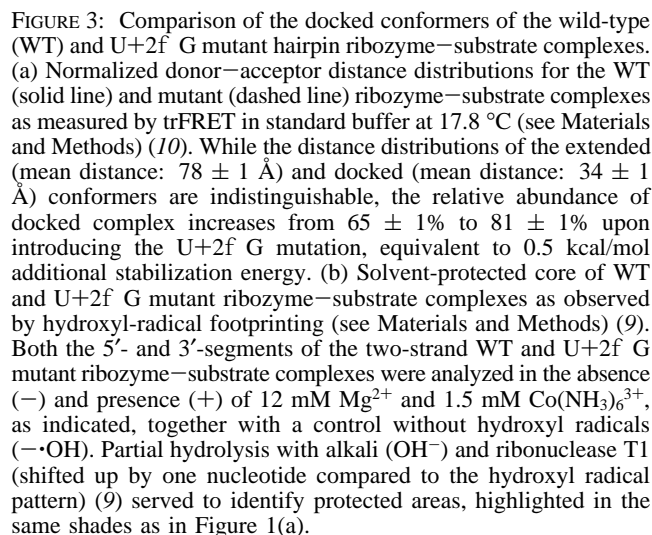 FIGURE 3: Comparison of the docked conformers of the wild-type
(WT) and U+2f G mutant hairpin ribozyme−substrate complexes.
(a) Normalized donor−acceptor distance distributions for the WT
(solid line) and mutant (dashed line) ribozyme−substrate complexes
as measured by trFRET in standard buffer at 17.8 °C (see Materials
and Methods) (10). While the distance distributions of the extended
(mean distance: 78 ± 1 Å) and docked (mean distance: 34 ± 1
Å) conformers are indistinguishable, the relative abundance of
docked complex increases from 65 ± 1% to 81 ± 1% upon
introducing the U+2f G mutation, equivalent to 0.5 kcal/mol
additional stabilization energy. (b) Solvent-protected core of WT
and U+2f G mutant ribozyme−substrate complexes as observed
by hydroxyl-radical footprinting (see Materials and Methods) (9).
Both the 5′- and 3′-segments of the two-strand WT and U+2f G
mutant ribozyme−substrate complexes were analyzed in the absence
(−) and presence (+) of 12 mM Mg²⁺ and 1.5 mM Co(NH₃)₆³⁺,
as indicated, together with a control without hydroxyl radicals
(−•OH). Partial hydrolysis with alkali (OH⁻) and ribonuclease T1
(shifted up by one nucleotide compared to the hydroxyl radical
pattern) (9) served to identify protected areas, highlighted in the
same shades as in Figure 1(a).